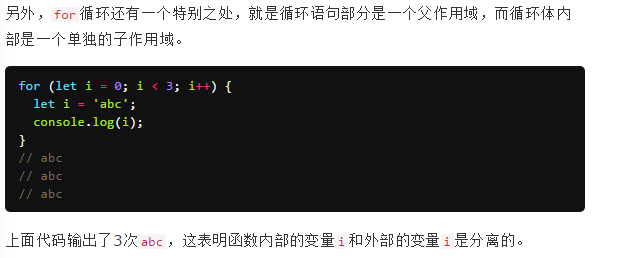 另外，for循环还有一个特别之处，就是循环语句部分是一个父作用域，而循环体内
部是一个单独的子作用域。
for (let i = 0; i < 3; i++) {
  let i = 'abc';
  console.log(i);
}
// abc
// abc
// abc
上面代码输出了3次abc，这表明函数内部的变量i和外部的变量i是分离的。